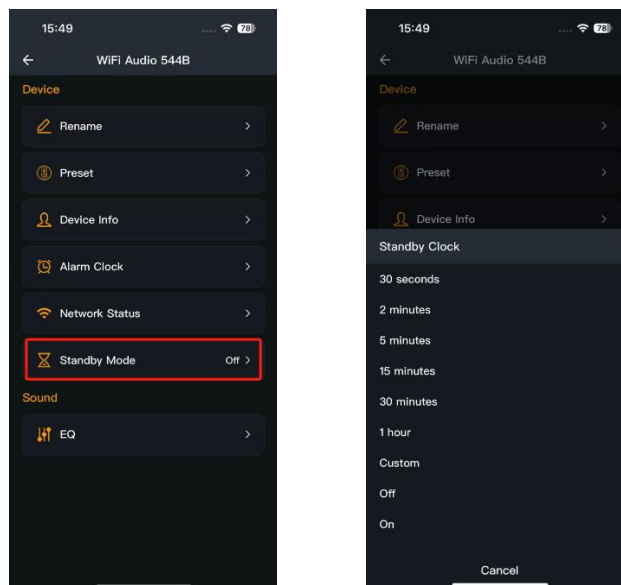 15:49 78
WiFi Audio 544B
Device
Rename
Preset
Device Info
Alarm Clock
Network Status
Standby Mode Off
Sound
EQ
15:49 78
WiFi Audio 544B
Device
Rename
Preset
Device Info
Standby Clock
30 seconds
2 minutes
5 minutes
15 minutes
30 minutes
1 hour
Custom
Off
On
Cancel